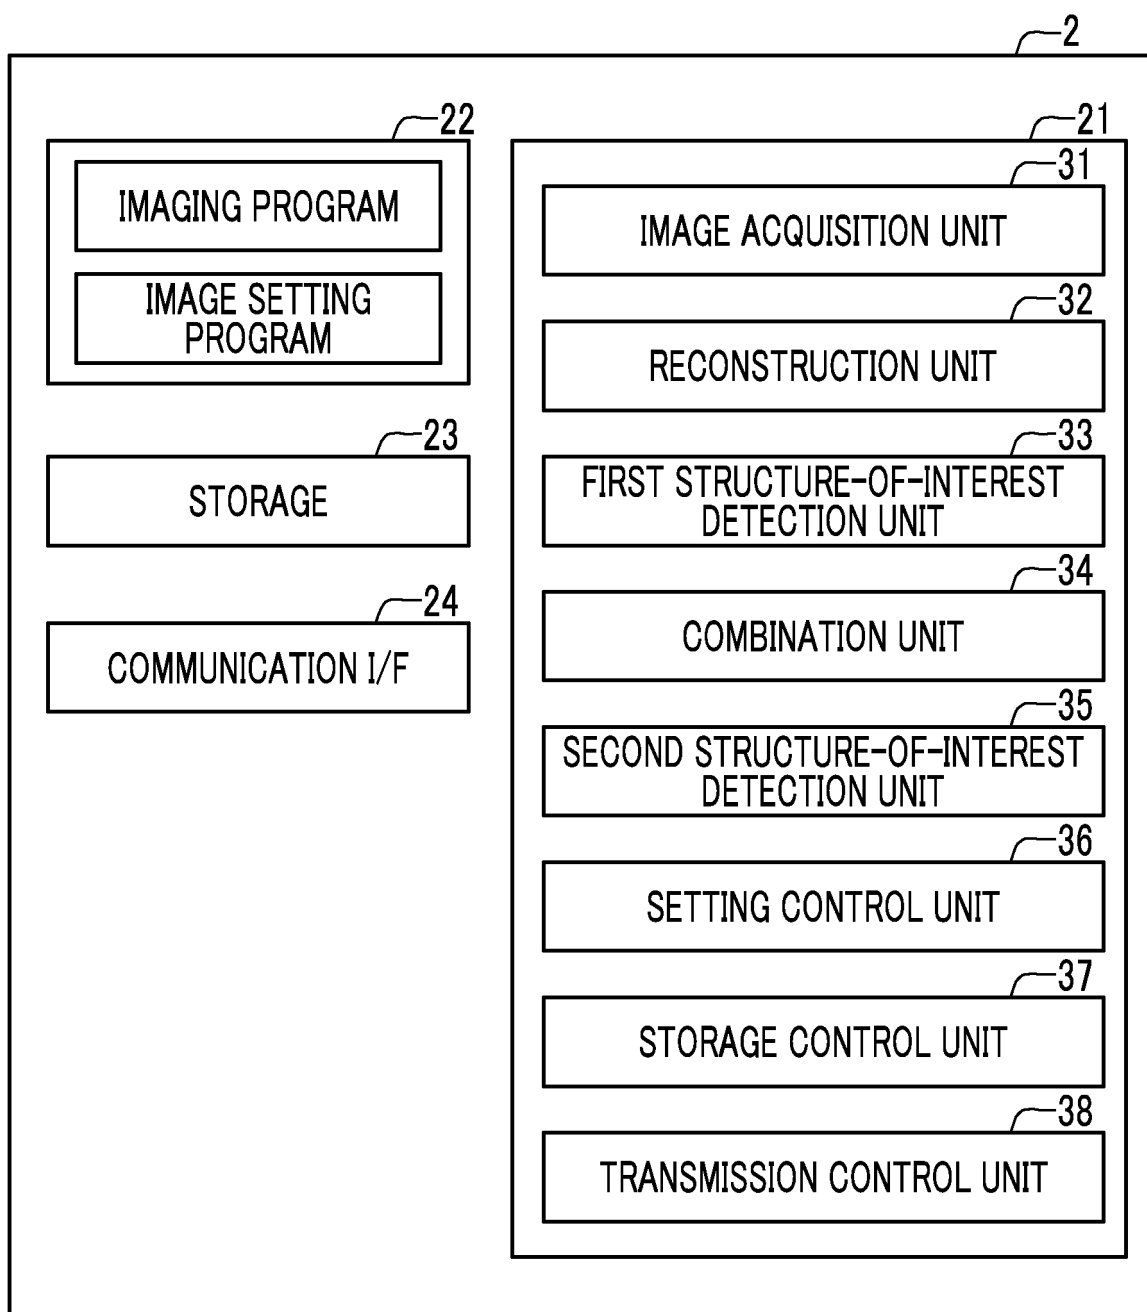 2
22
IMAGING PROGRAM
IMAGE SETTING
PROGRAM
23
STORAGE
24
COMMUNICATION I/F
21
31
IMAGE ACQUISITION UNIT
32
RECONSTRUCTION UNIT
33
FIRST STRUCTURE-OF-INTEREST
DETECTION UNIT
34
COMBINATION UNIT
35
SECOND STRUCTURE-OF-INTEREST
DETECTION UNIT
36
SETTING CONTROL UNIT
37
STORAGE CONTROL UNIT
38
TRANSMISSION CONTROL UNIT